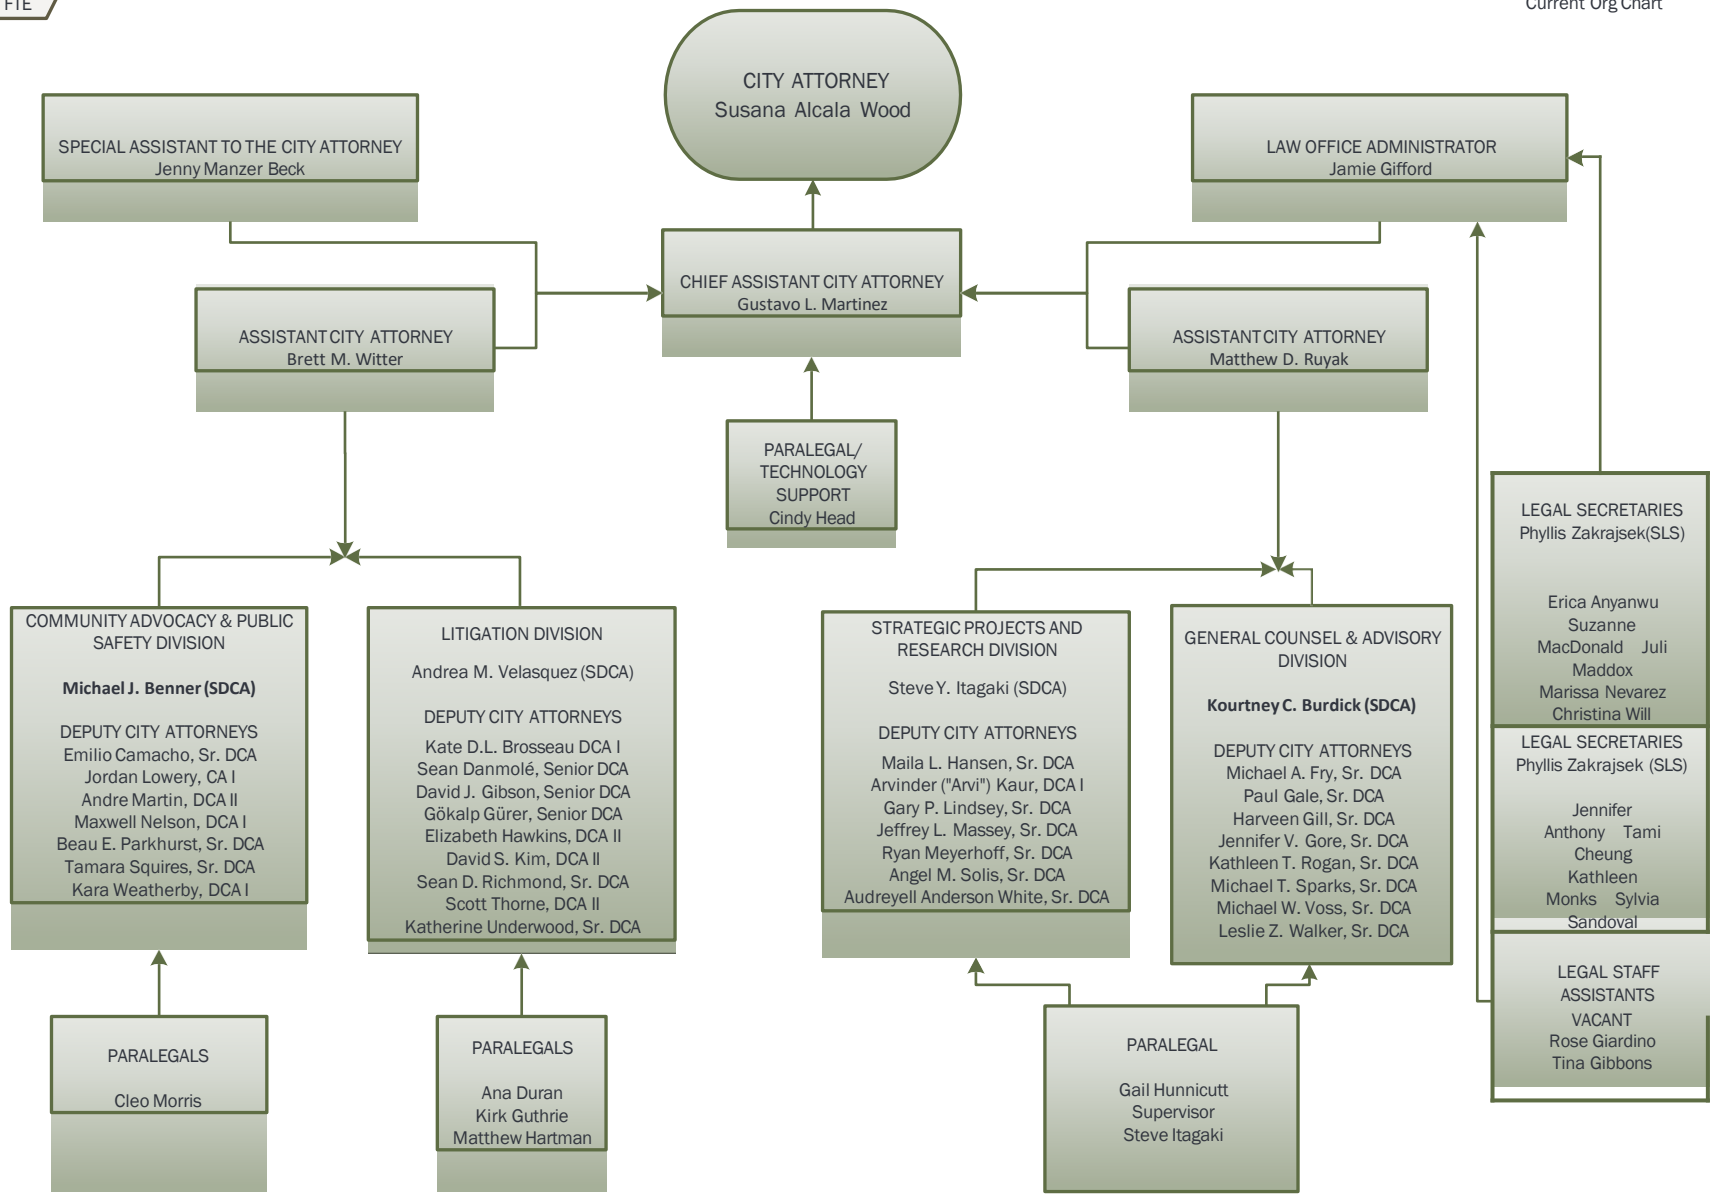 FTE
Current Org Chart
CITY ATTORNEY
Susana Alcala Wood
SPECIAL ASSISTANT TO THE CITY ATTORNEY
Jenny Manzer Beck
LAW OFFICE ADMINISTRATOR
Jamie Gifford
CHIEF ASSISTANT CITY ATTORNEY
Gustavo L. Martinez
ASSISTANT CITY ATTORNEY
Brett M. Witter
ASSISTANT CITY ATTORNEY
Matthew D. Ruyak
PARALEGAL/
TECHNOLOGY
SUPPORT
Cindy Head
COMMUNITY ADVOCACY & PUBLIC
SAFETY DIVISION
Michael J. Benner (SDCA)
DEPUTY CITY ATTORNEYS
Emilio Camacho, Sr. DCA
Jordan Lowery, CA I
Andre Martin, DCA II
Maxwell Nelson, DCA I
Beau E. Parkhurst, Sr. DCA
Tamara Squires, Sr. DCA
Kara Weatherby, DCA I
LITIGATION DIVISION
Andrea M. Velasquez (SDCA)
DEPUTY CITY ATTORNEYS
Kate D.L. Brosseau DCA I
Sean Danmolé, Senior DCA
David J. Gibson, Senior DCA
Gökalp Gürer, Senior DCA
Elizabeth Hawkins, DCA II
David S. Kim, DCA II
Sean D. Richmond, Sr. DCA
Scott Thorne, DCA II
Katherine Underwood, Sr. DCA
STRATEGIC PROJECTS AND
RESEARCH DIVISION
Steve Y. Itagaki (SDCA)
DEPUTY CITY ATTORNEYS
Maila L. Hansen, Sr. DCA
Arvinder ("Arvi") Kaur, DCA I
Gary P. Lindsey, Sr. DCA
Jeffrey L. Massey, Sr. DCA
Ryan Meyerhoff, Sr. DCA
Angel M. Solis, Sr. DCA
Audreyell Anderson White, Sr. DCA
GENERAL COUNSEL & ADVISORY
DIVISION
Kourtney C. Burdick (SDCA)
DEPUTY CITY ATTORNEYS
Michael A. Fry, Sr. DCA
Paul Gale, Sr. DCA
Harveen Gill, Sr. DCA
Jennifer V. Gore, Sr. DCA
Kathleen T. Rogan, Sr. DCA
Michael T. Sparks, Sr. DCA
Michael W. Voss, Sr. DCA
Leslie Z. Walker, Sr. DCA
LEGAL SECRETARIES
Phyllis Zakrajsek(SLS)
Erica Anyanwu
Suzanne
MacDonald Juli
Maddox
Marissa Nevarez
Christina Will
LEGAL SECRETARIES
Phyllis Zakrajsek (SLS)
Jennifer
Anthony Tami
Cheung
Kathleen
Monks Sylvia
Sandoval
LEGAL STAFF
ASSISTANTS
VACANT
Rose Giardino
Tina Gibbons
PARALEGALS
Cleo Morris
PARALEGALS
Ana Duran
Kirk Guthrie
Matthew Hartman
PARALEGAL
Gail Hunnicutt
Supervisor
Steve Itagaki